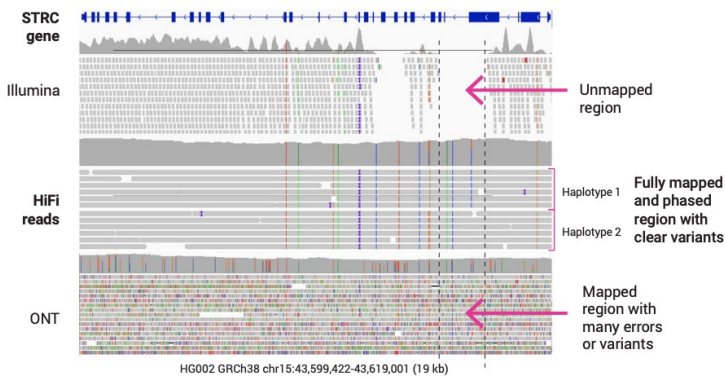 STRC
gene
Illumina
Unmapped
region
HiFi
reads
Haplotype 1
Haplotype 2
Fully mapped
and phased
region with
clear variants
ONT
Mapped
region with
many errors
or variants
HG002 GRCh38 chr15:43,599,422-43,619,001 (19 kb)